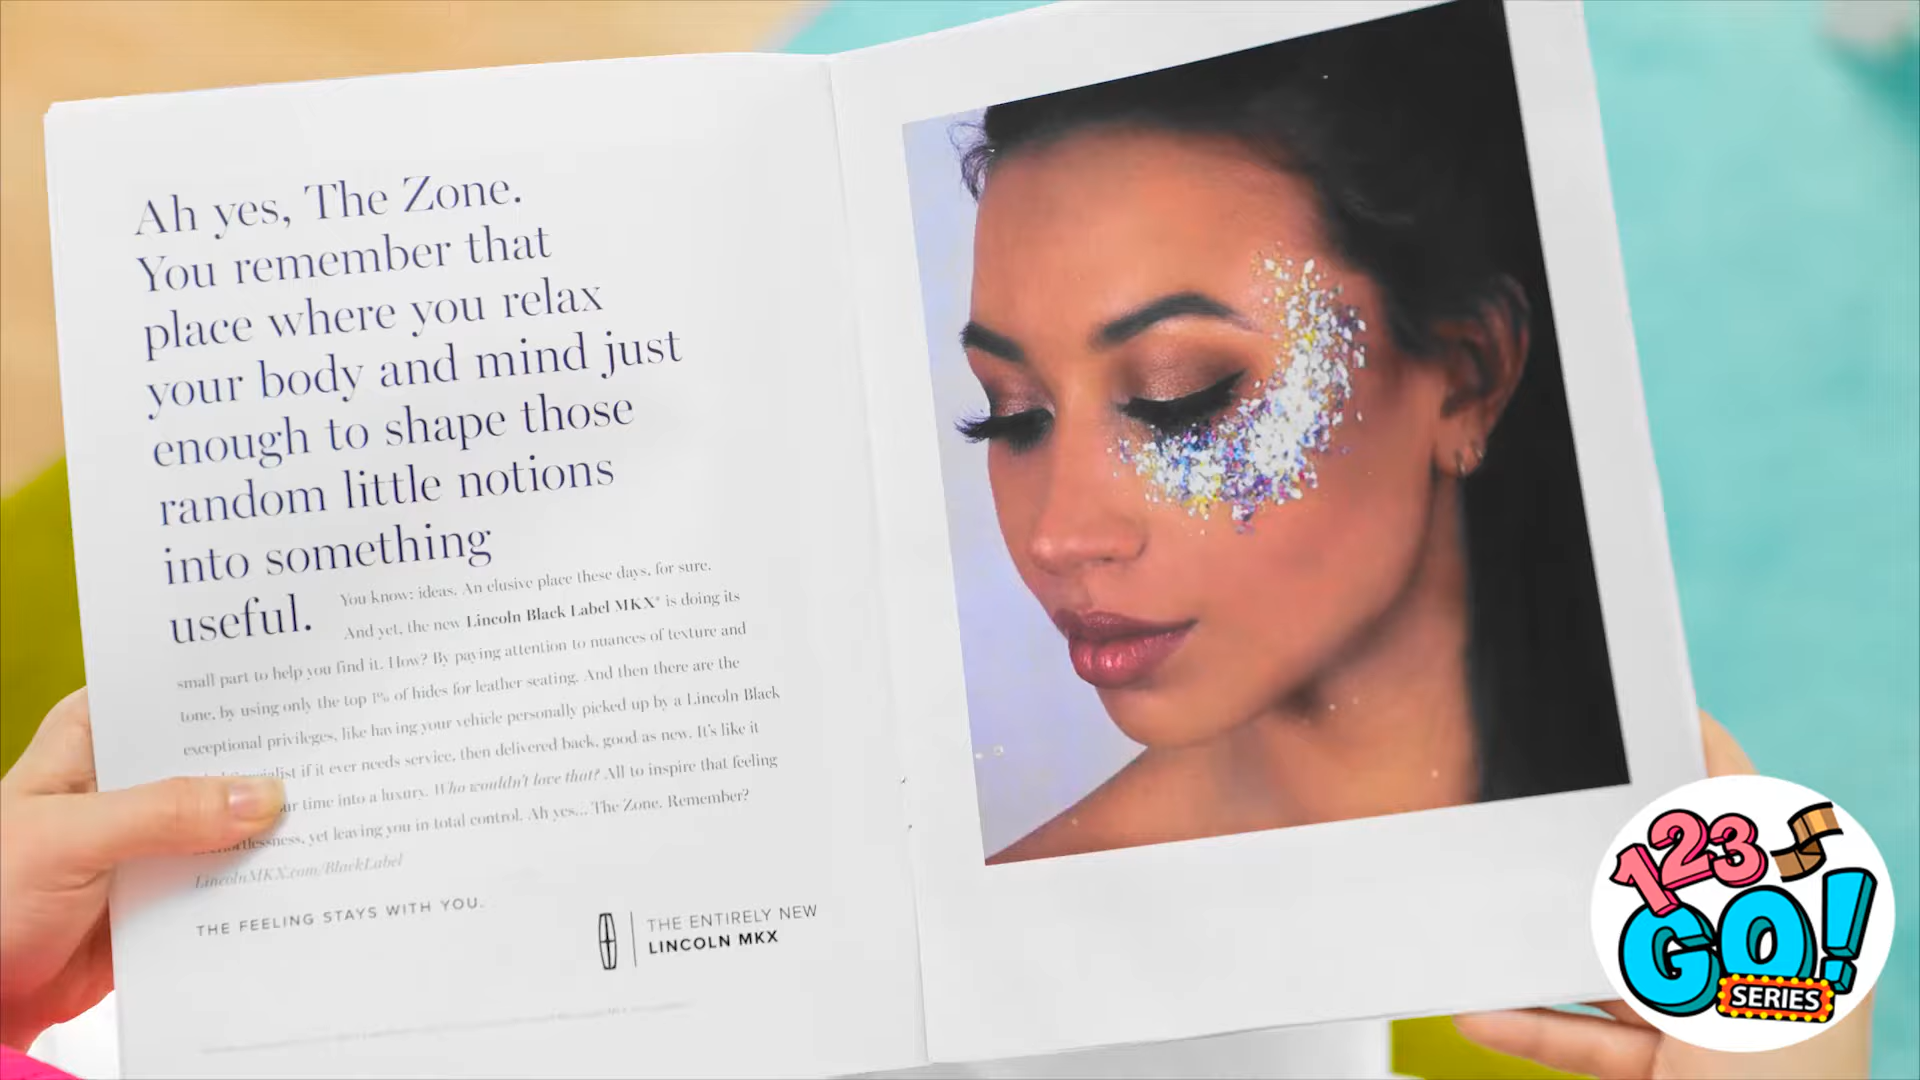 Ah yes, The Zone.
You remember that
place where you relax
your body and mind just
enough to shape those
random little notions
into something
useful. You know: ideas. An elusive place these days, for sure.
And yet, the new Lincoln Black Label MKX® is doing its
small part to help you find it. How? By paying attention to nuances of texture and
tone, by using only the top 1% of hides for leather seating. And then there are the
exceptional privileges, like having your vehicle personally picked up by a Lincoln Black
if it ever needs service, then delivered back, good as new. It's like it
time into a luxury. Who wouldn't love that? All to inspire that feeling
yet leaving you in total control. Ah yes... The Zone. Remember?
LincolnMKX.com/BlackLabel
THE FEELING STAYS WITH YOU.
THE ENTIRELY NEW
LINCOLN MKX
123
GO!
SERIES